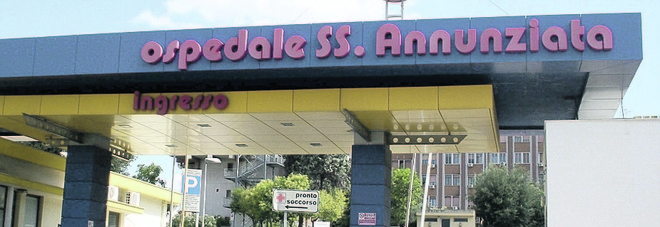 ospedale SS. Annunziata
Ingresso
P
pronto
soccorso